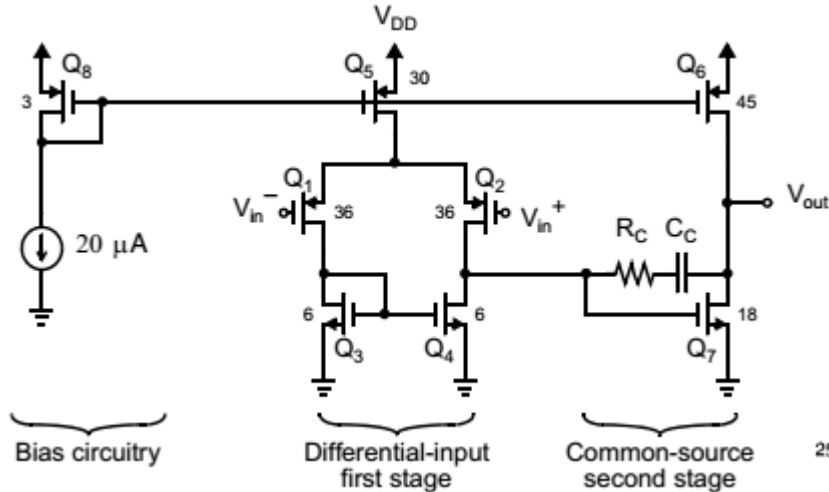 V_DD
Q_8
Q_5
30
Q_6
3
45
Q_1
Q_2
V_in^-
36
36
V_in^+
V_out
R_C
C_C
20 μA
6
6
18
Q_3
Q_4
Q_7
Bias circuitry
Differential-input
first stage
Common-source
second stage
25